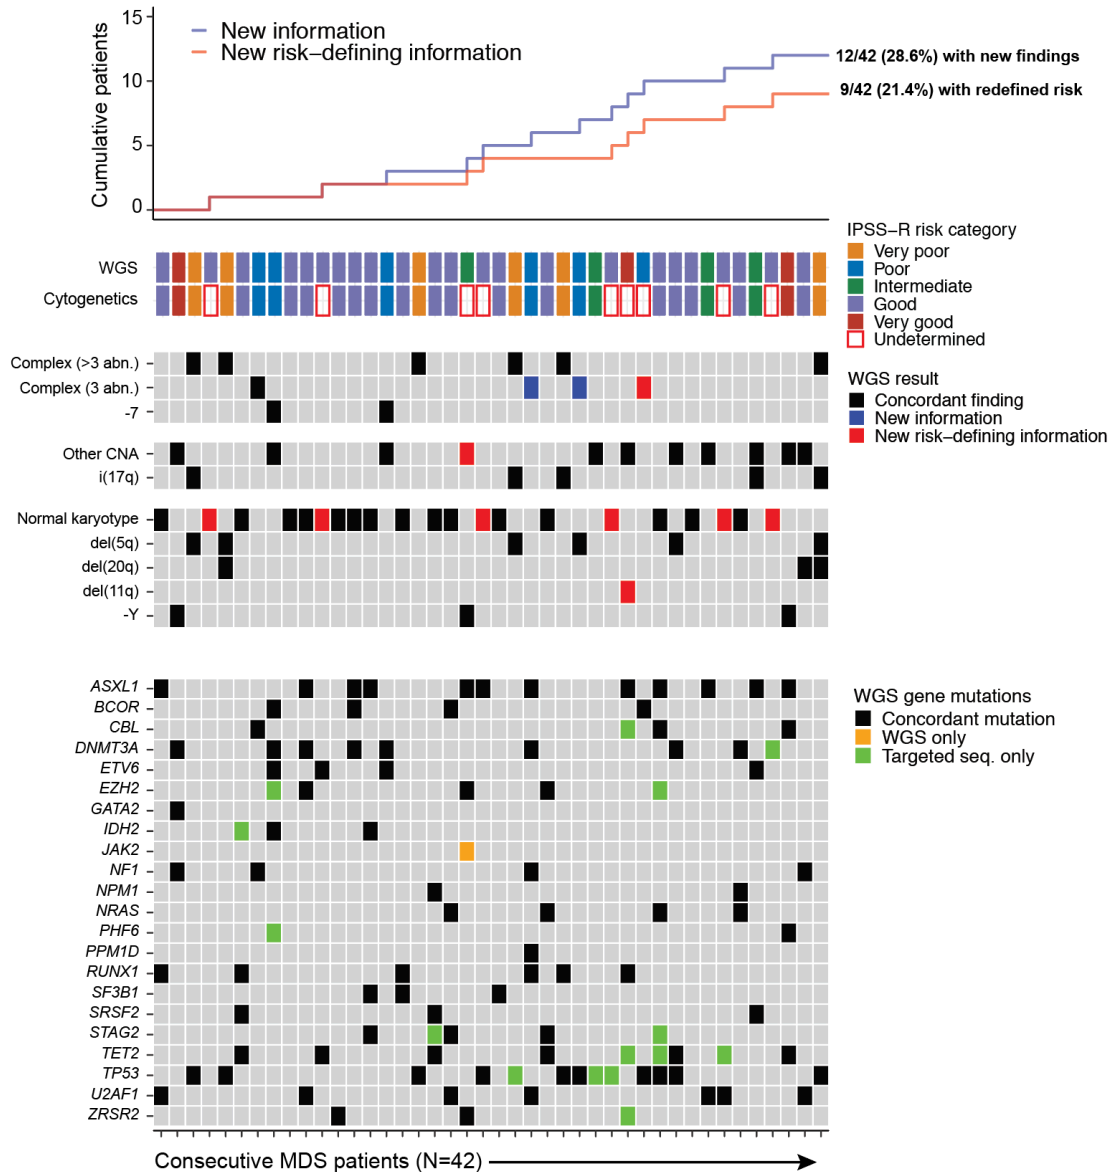 15
10
5
0
Cumulative patients
New information
New risk–defining information
12/42 (28.6%) with new findings
9/42 (21.4%) with redefined risk
WGS
Cytogenetics
IPSS–R risk category
Very poor
Poor
Intermediate
Good
Very good
Undetermined
Complex (>3 abn.)
Complex (3 abn.)
-7
WGS result
Concordant finding
New information
New risk–defining information
Other CNA
i(17q)
Normal karyotype
del(5q)
del(20q)
del(11q)
-Y
ASXL1
BCOR
CBL
DNMT3A
ETV6
EZH2
GATA2
IDH2
JAK2
NF1
NPM1
NRAS
PHF6
PPM1D
RUNX1
SF3B1
SRSF2
STAG2
TET2
TP53
U2AF1
ZRSR2
WGS gene mutations
Concordant mutation
WGS only
Targeted seq. only
Consecutive MDS patients (N=42)